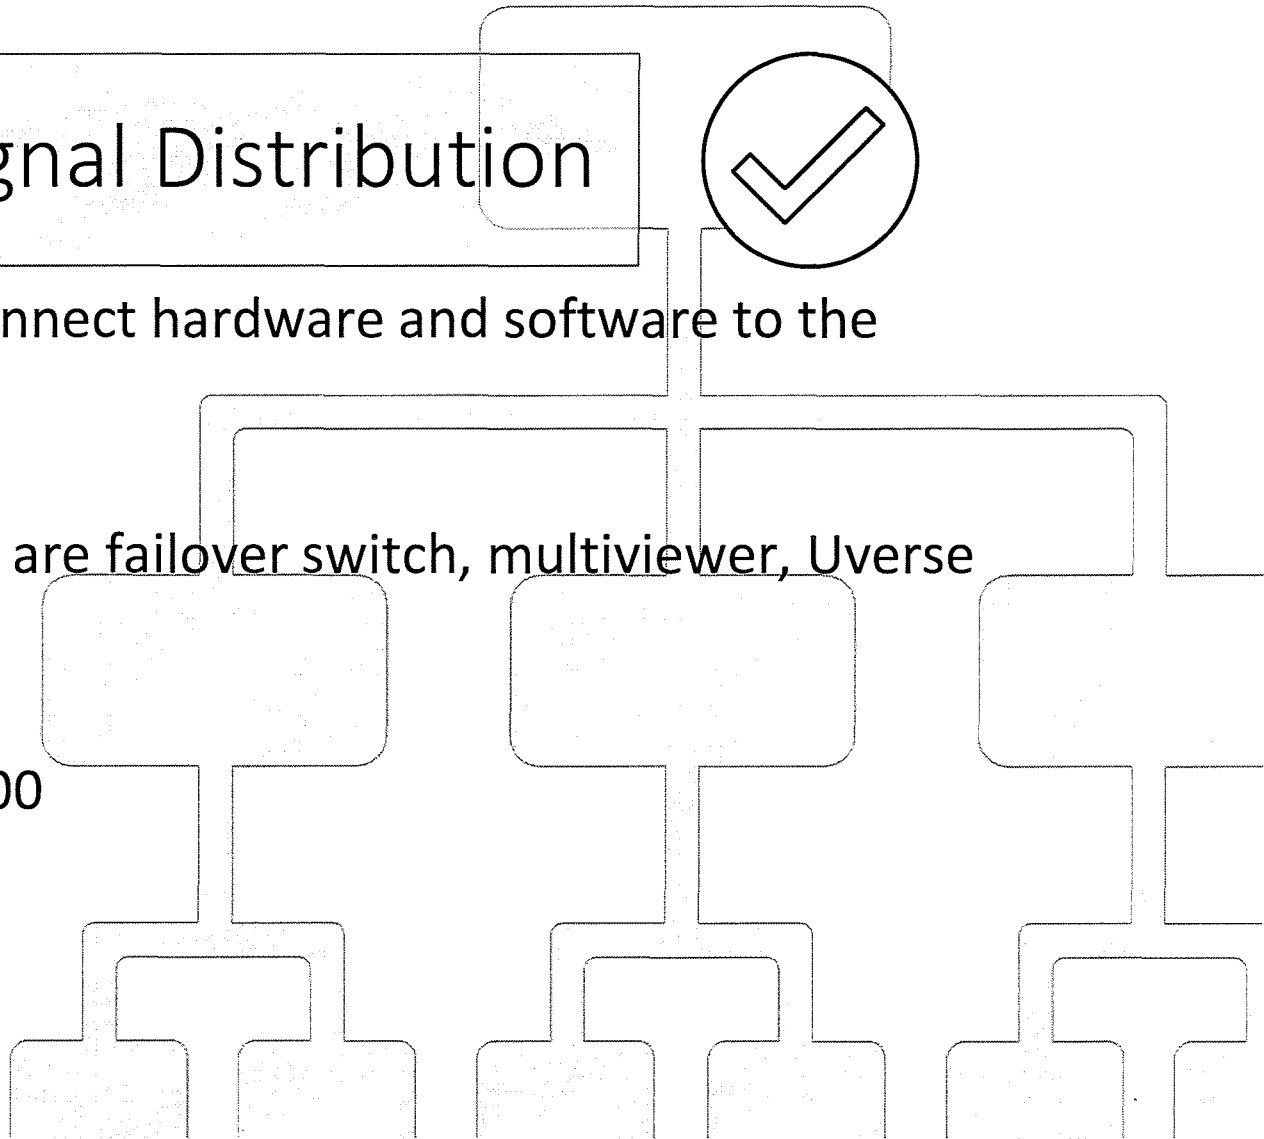 gnal Distribution
nnect hardware and software to the
are failover switch, multiviewer, Uverse
00